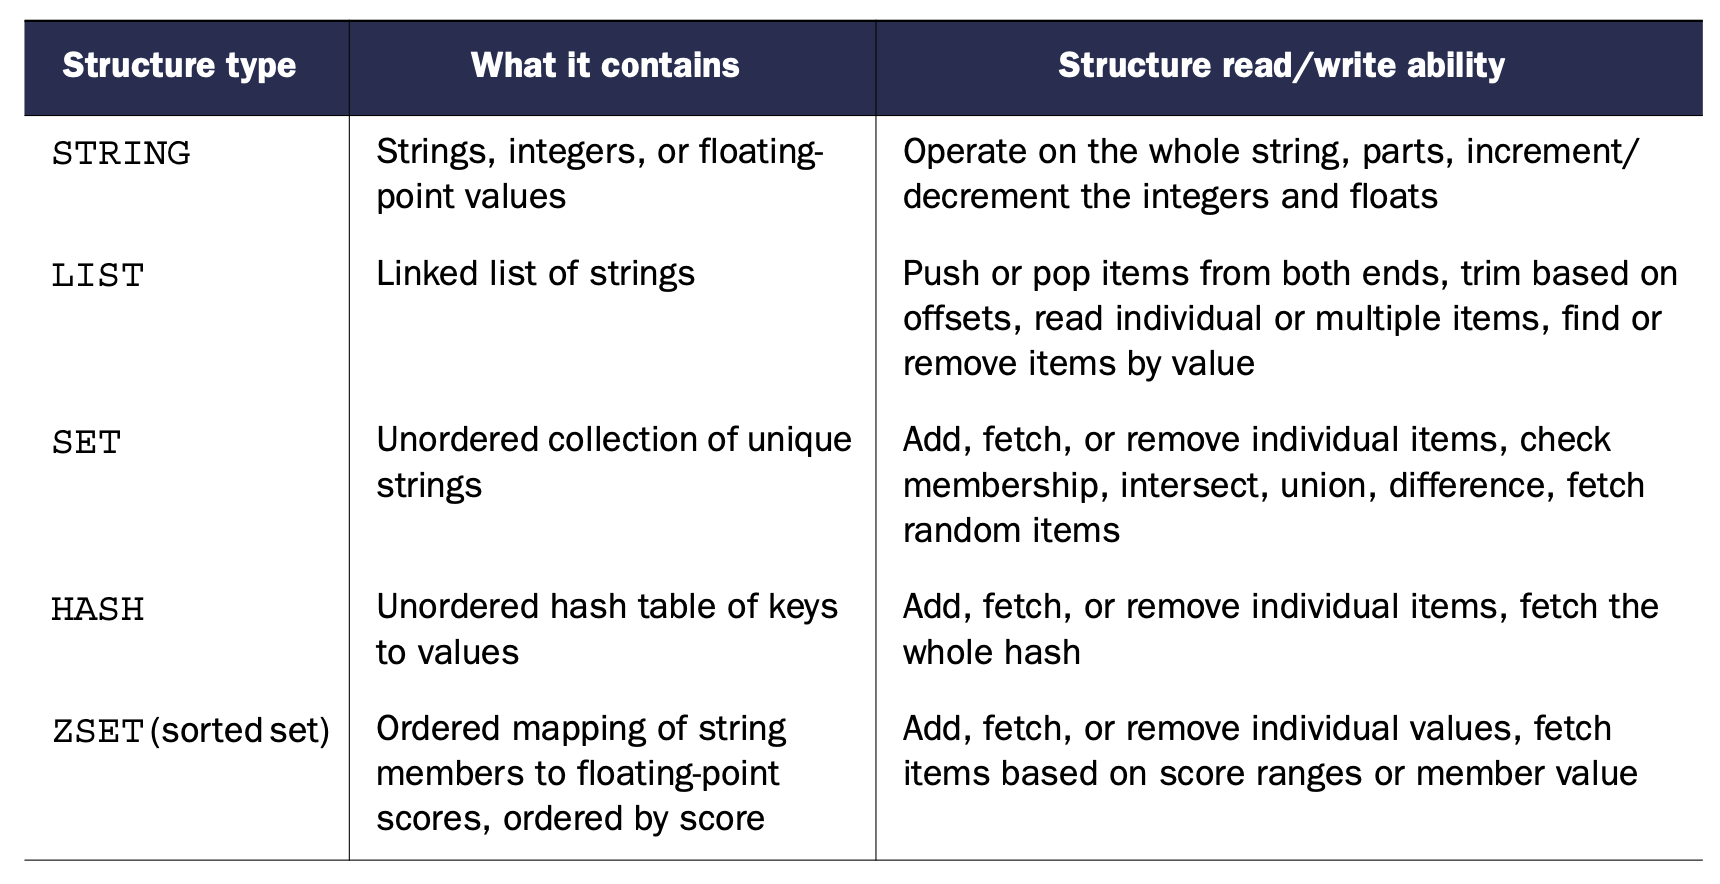 Structure type
What it contains
Structure read/write ability
STRING
Strings, integers, or floating-
point values
Operate on the whole string, parts, increment/
decrement the integers and floats
LIST
Linked list of strings
Push or pop items from both ends, trim based on
offsets, read individual or multiple items, find or
remove items by value
SET
Unordered collection of unique
strings
Add, fetch, or remove individual items, check
membership, intersect, union, difference, fetch
random items
HASH
Unordered hash table of keys
to values
Add, fetch, or remove individual items, fetch the
whole hash
ZSET (sorted set)
Ordered mapping of string
members to floating-point
scores, ordered by score
Add, fetch, or remove individual values, fetch
items based on score ranges or member value